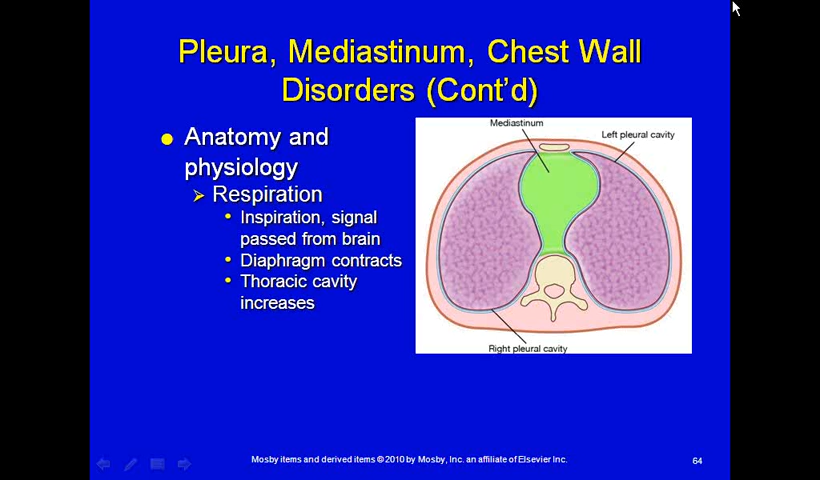 Pleura, Mediastinum, Chest Wall
Disorders (Cont'd)
Anatomy and
physiology
Respiration
Inspiration, signal
passed from brain
Diaphragm contracts
Thoracic cavity
increases
Mediastinum
Left pleural cavity
Right pleural cavity
Mosby items and derived items © 2010 by Mosby, Inc. an affiliate of Elsevier Inc.
64